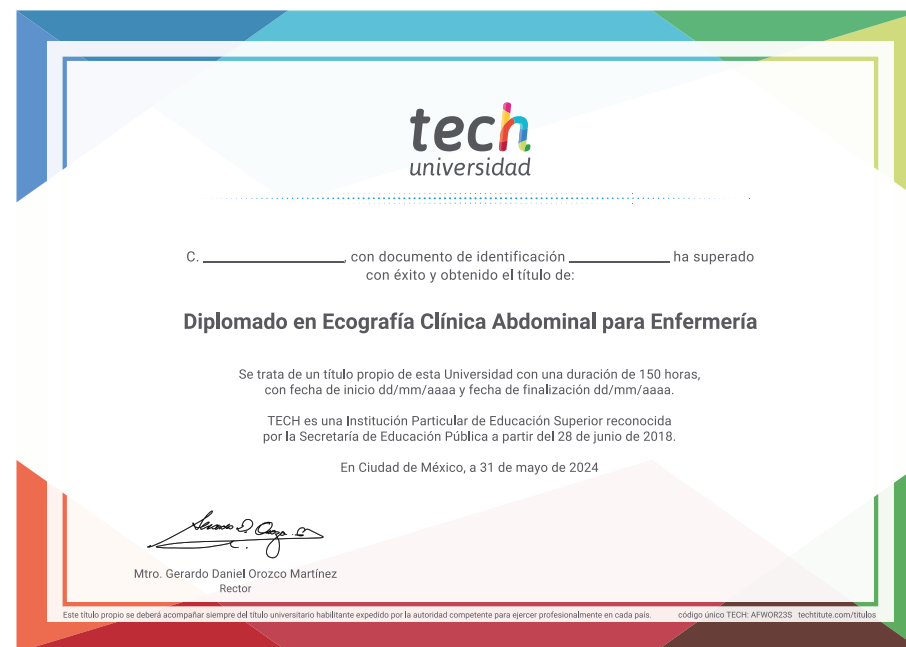 tech
universidad
C. ____________, con documento de identificación ____________ ha superado
con éxito y obtenido el título de:
Diplomado en Ecografía Clínica Abdominal para Enfermería
Se trata de un título propio de esta Universidad con una duración de 150 horas,
con fecha de inicio dd/mm/aaaa y fecha de finalización dd/mm/aaaa.
TECH es una Institución Particular de Educación Superior reconocida
por la Secretaría de Educación Pública a partir del 28 de junio de 2018.
En Ciudad de México, a 31 de mayo de 2024
Mtro. Gerardo Daniel Orozco Martínez
Rector
Este título propio se deberá acompañar siempre del título universitario habilitante expedido por la autoridad competente para ejercer profesionalmente en cada país. código único TECH: AFWOR23S techtitute.com/titulos